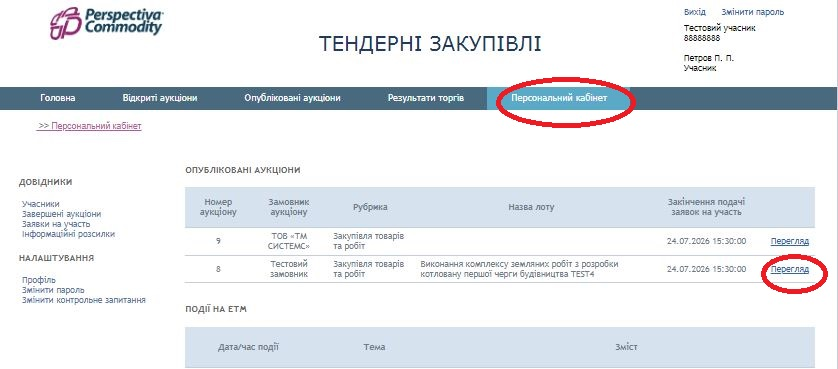 Perspectiva
Commodity
Вихід Змінити пароль
Тестовий учасник
88888888
ТЕНДЕРНІ ЗАКУПІВЛІ
Петров П. П.
Учасник
Головна Відкриті аукціони Опубліковані аукціони Результати торгів Персональний кабінет
>> Персональний кабінет
ДОВІДНИКИ
Учасники
Завершені аукціони
Заявки на участь
Інформаційні розсилки
НАЛАШТУВАННЯ
Профіль
Змінити пароль
Змінити контрольне запитання
ОПУБЛІКОВАНІ АУКЦІОНИ
Номер аукціону Замовник аукціону Рубрика Назва лоту Закінчення подачі заявок на участь
9 ТОВ «ТМ СИСТЕМС» Закупівля товарів та робіт 24.07.2026 15:30:00 Перегляд
8 Тестовий замовник Закупівля товарів та робіт Виконання комплексу земляних робіт з розробки котловану першої черги будівництва TEST4 24.07.2026 15:30:00 Перегляд
ПОДІЇ НА ЕТМ
Дата/час події Тема Зміст